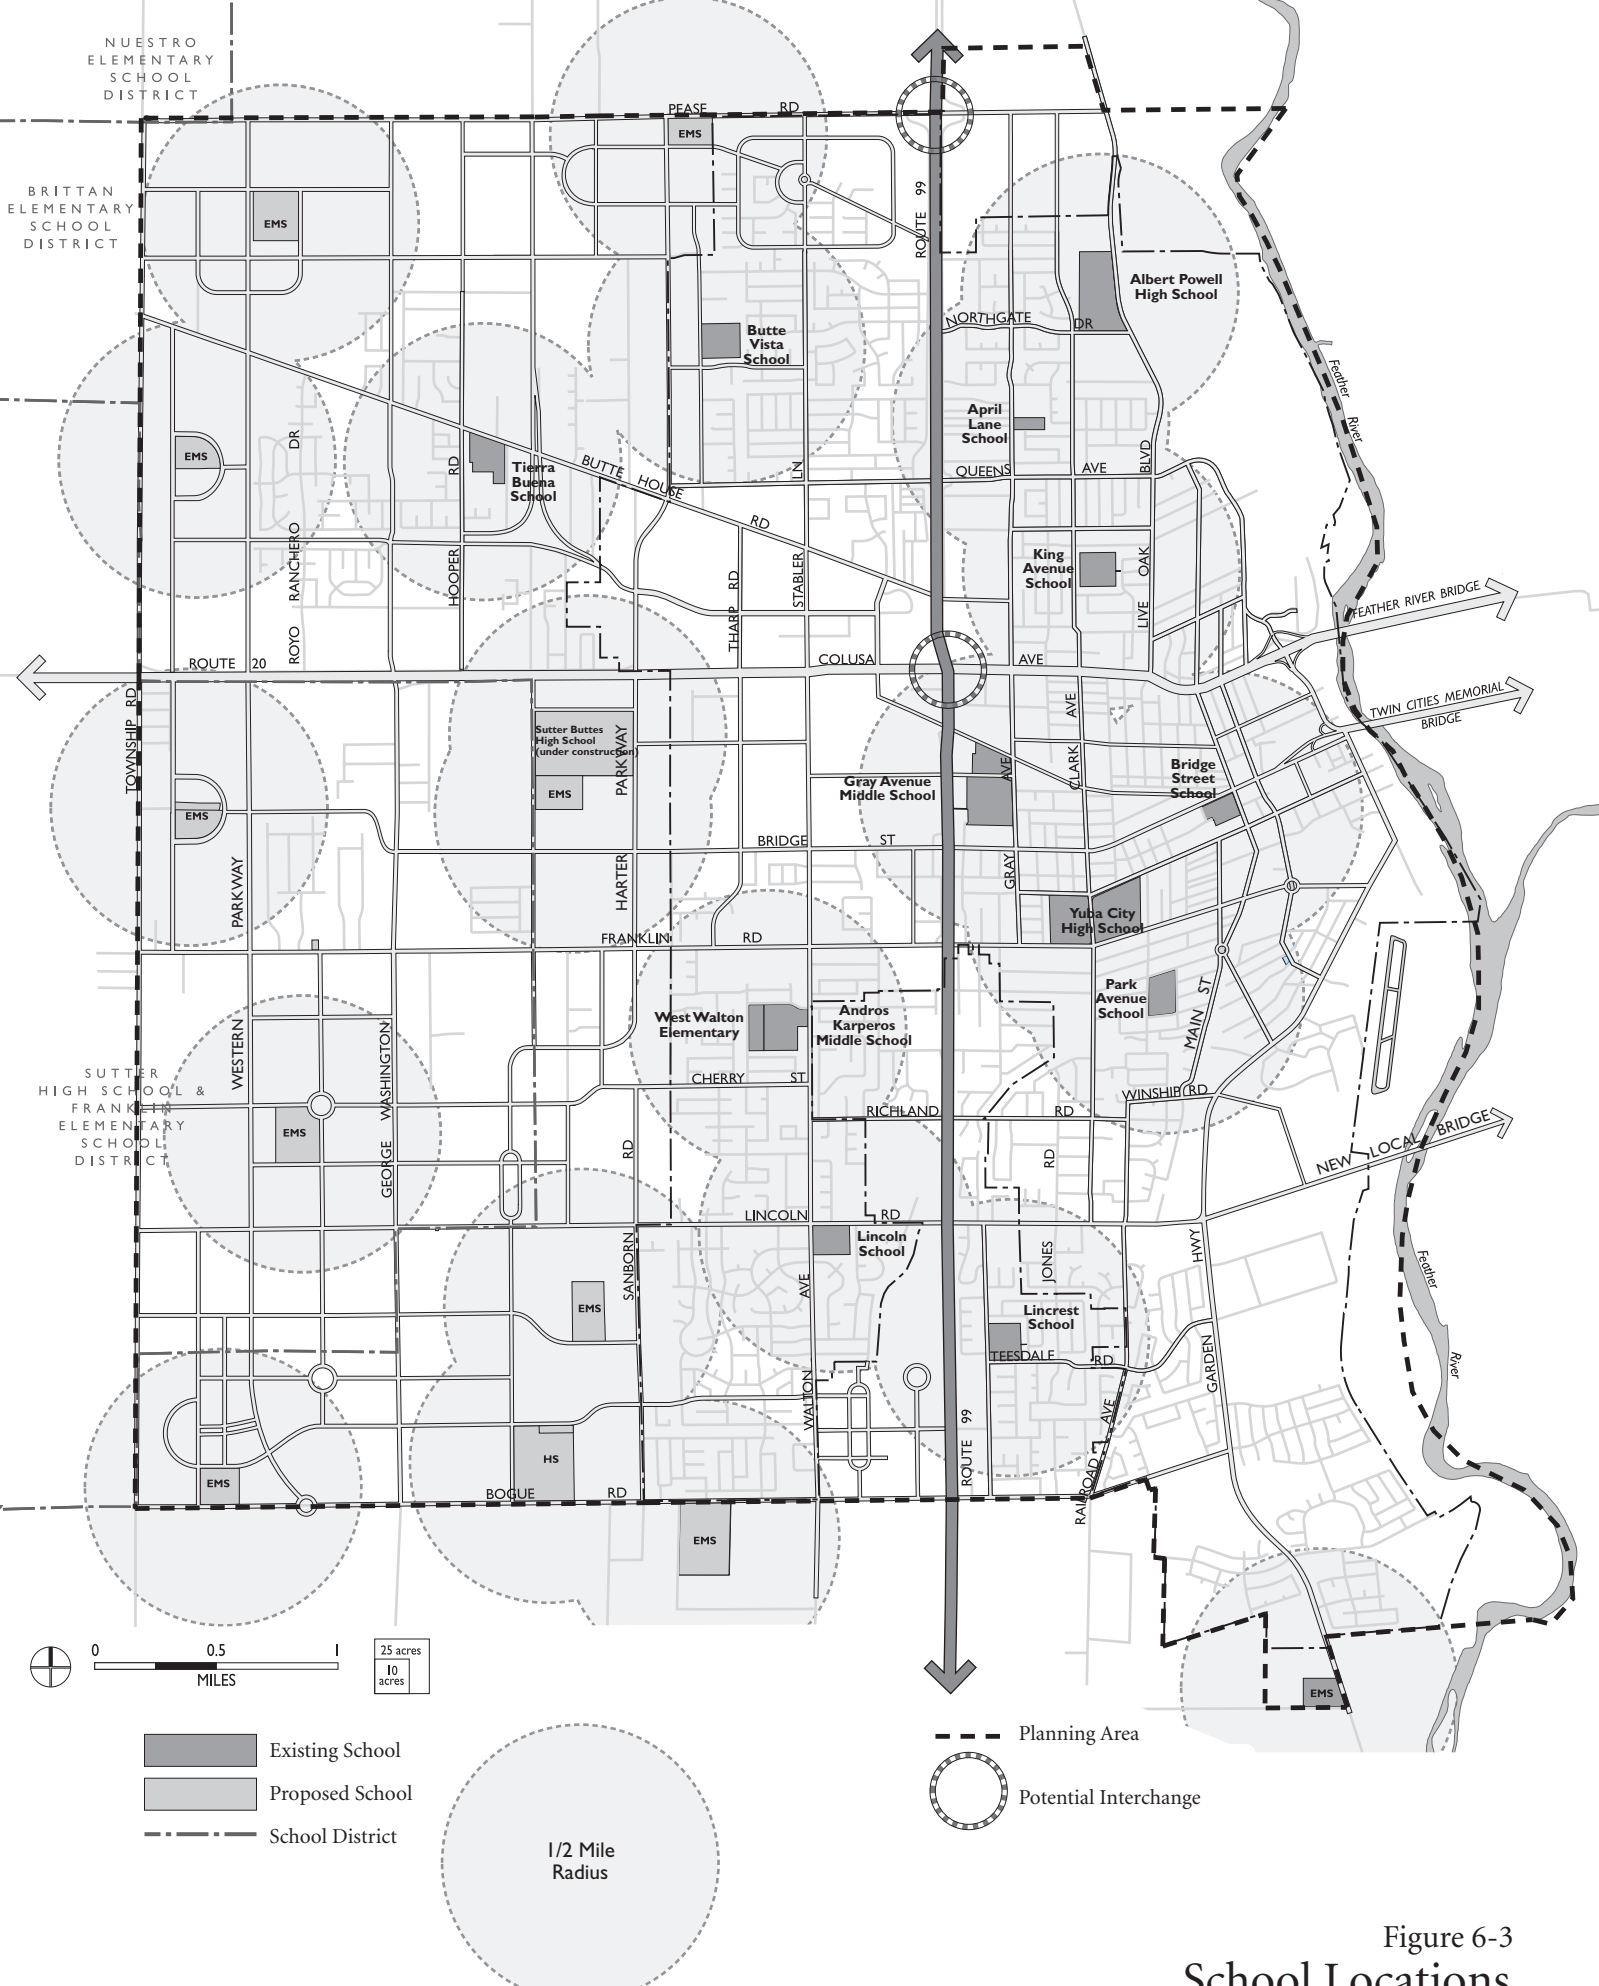 NUESTRO
ELEMENTARY
SCHOOL
DISTRICT
PEASE RD
EMS
BRITTAN
ELEMENTARY
SCHOOL
DISTRICT
EMS
ROUTE 99
Albert Powell
High School
NORTHGATE DR
Butte
Vista
School
Feather
River
April
Lane
School
EMS
DR
RD
Tierra
Buena
School
BUTTE HOUSE RD
LN
QUEENS AVE
BLVD
ROYO RANCHERO
HOOPER
THARP RD
STABLER
King
Avenue
School
LIVE OAK
FEATHER RIVER BRIDGE
ROUTE 20
COLUSA AVE
TOWNSHIP RD
TWIN CITIES MEMORIAL
BRIDGE
Sutter Buttes
High School
(under construction)
PARKWAY
AVE
CLARK
EMS
AVE
Gray Avenue
Middle School
Bridge
Street
School
EMS
BRIDGE ST
PARKWAY
HARTER
GRAY
Yuba City
High School
FRANKLIN RD
Park
Avenue
School
MAIN ST
West Walton
Elementary
Andros
Karperos
Middle School
WESTERN
GEORGE WASHINGTON
SUTTER
HIGH SCHOOL &
FRANKLIN
ELEMENTARY
SCHOOL
DISTRICT
CHERRY ST
WINSHIP RD
RICHLAND RD
EMS
NEW LOCAL BRIDGE
RD
RD
LINCOLN RD
Lincoln
School
SANBORN
AVE
JONES
HWY
Feather
River
EMS
Lincrest
School
TEESDALE RD
GARDEN
WALTON
ROUTE 99
RAILROAD AVE
HS
EMS
BOGUE RD
EMS
EMS
0 0.5 1
MILES
25 acres
10
acres
Existing School
Proposed School
School District
1/2 Mile
Radius
Planning Area
Potential Interchange
Figure 6-3
School Locations